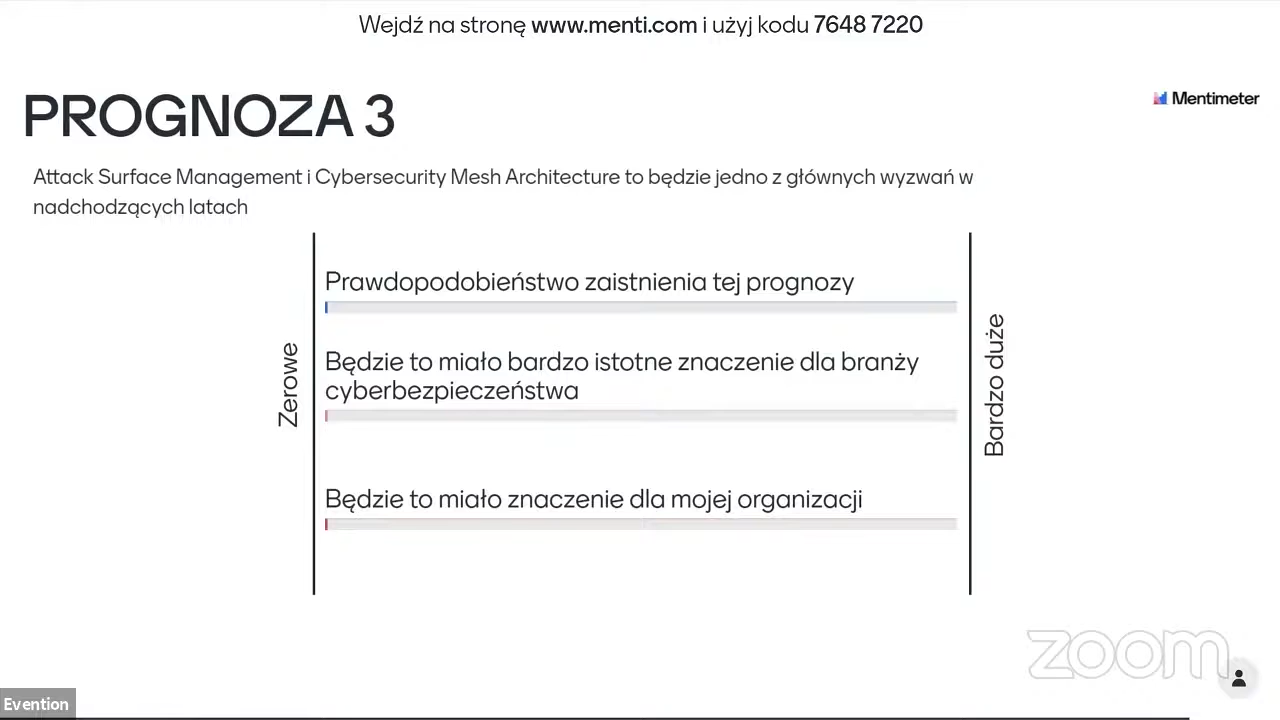 Wejdź na stronę www.menti.com i użyj kodu 7648 7220
PROGNOZA 3
Mentimeter
Attack Surface Management i Cybersecurity Mesh Architecture to będzie jedno z głównych wyzwań w
nadchodzących latach
Zerowe
Prawdopodobieństwo zaistnienia tej prognozy
Będzie to miało bardzo istotne znaczenie dla branży
cyberbezpieczeństwa
Będzie to miało znaczenie dla mojej organizacji
Bardzo duże
zoom
Evention